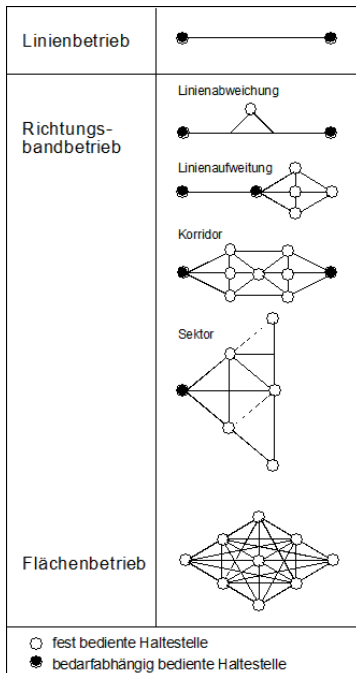 Linienbetrieb
Richtungs-
bandbetrieb
Linienabweichung
Linienaufweitung
Korridor
Sektor
Flächenbetrieb
fest bediente Haltestelle
bedarfabhängig bediente Haltestelle